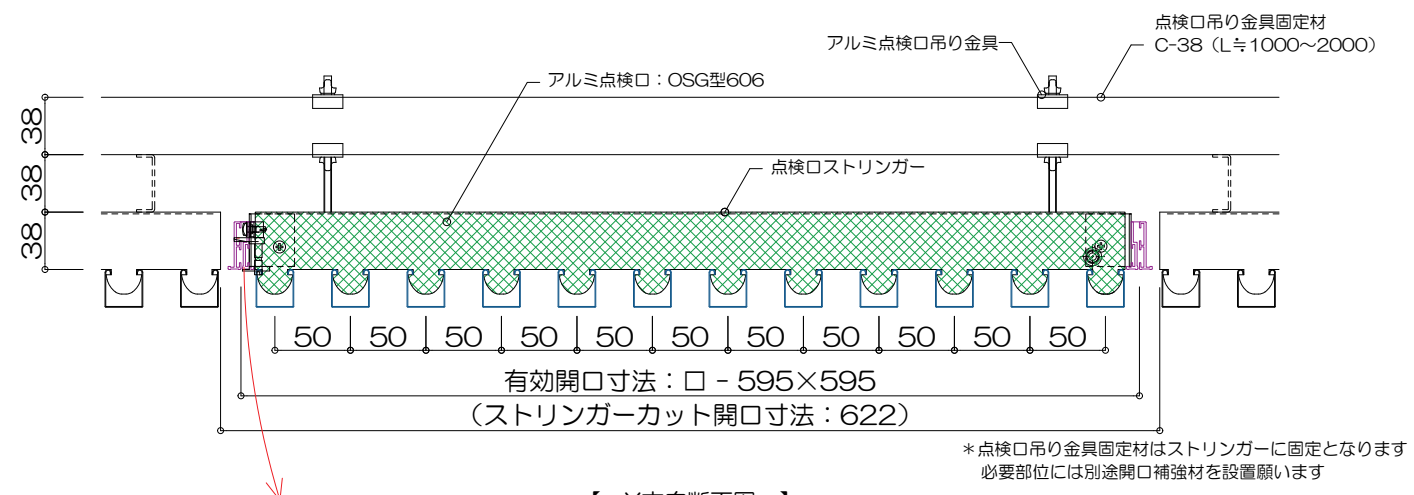 点検口吊り金具固定材
C-38（L≒1000～2000）
アルミ点検口吊り金具
アルミ点検口：OSG型606
点検口ストリンガー
38
38
38
50 50 50 50 50 50 50 50 50 50 50
有効開口寸法：□ - 595×595
（ストリンガーカット開口寸法：622）
＊点検口吊り金具固定材はストリンガーに固定となります
必要部位には別途開口補強材を設置願います